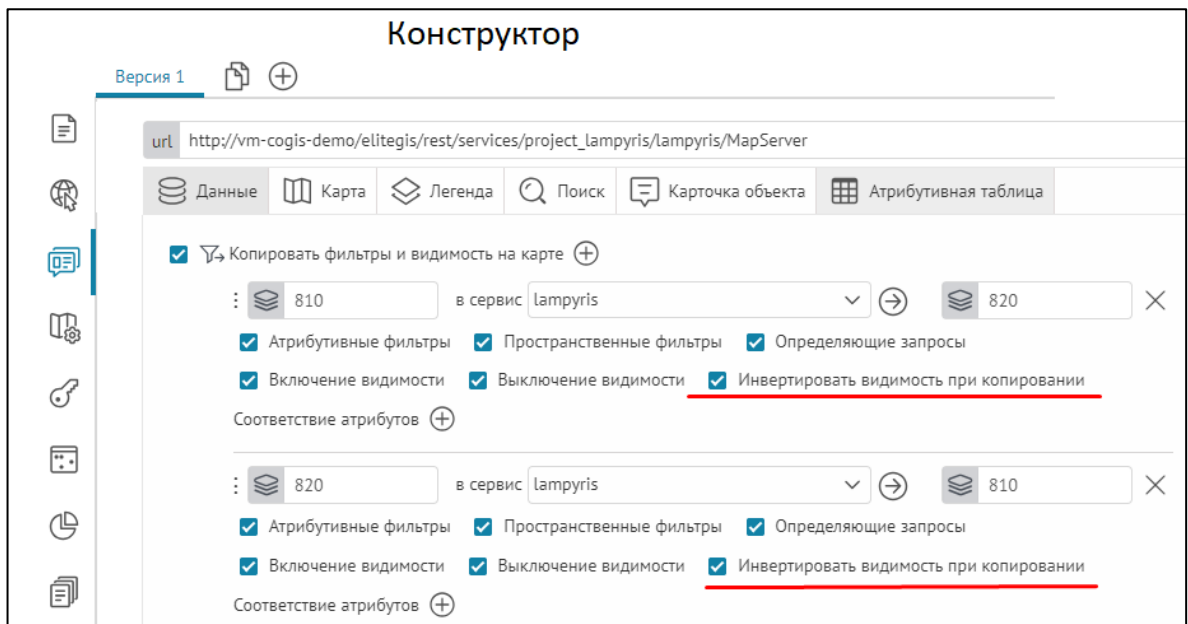 Конструктор
Версия 1
url http://vm-cogis-demo/elitegis/rest/services/project_lampyris/lampyris/MapServer
Данные Карта Легенда Поиск Карточка объекта Атрибутивная таблица
Копировать фильтры и видимость на карте
810 в сервис lampyris 820
Атрибутивные фильтры Пространственные фильтры Определяющие запросы
Включение видимости Выключение видимости Инвертировать видимость при копировании
Соответствие атрибутов
820 в сервис lampyris 810
Атрибутивные фильтры Пространственные фильтры Определяющие запросы
Включение видимости Выключение видимости Инвертировать видимость при копировании
Соответствие атрибутов